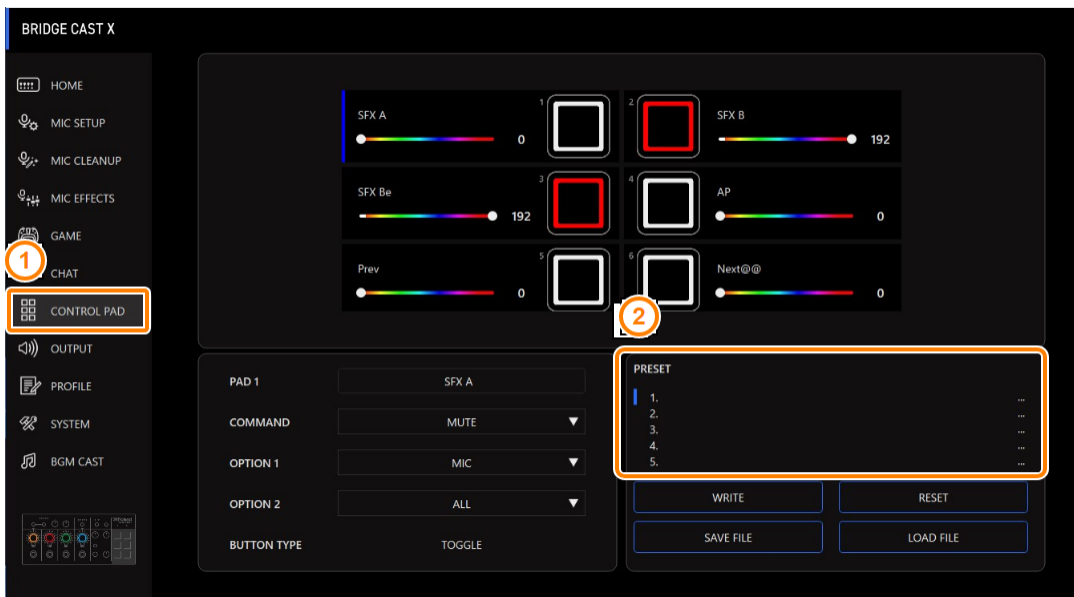 BRIDGE CAST X
HOME
MIC SETUP
MIC CLEANUP
MIC EFFECTS
GAME
1
CHAT
CONTROL PAD
OUTPUT
PROFILE
SYSTEM
BGM CAST
SFX A
0
1
2
SFX B
192
SFX Be
192
3
4
AP
0
Prev
0
5
6
Next@@
0
2
PAD 1
SFX A
COMMAND
MUTE
OPTION 1
MIC
OPTION 2
ALL
BUTTON TYPE
TOGGLE
PRESET
1. ...
2. ...
3. ...
4. ...
5. ...
WRITE
RESET
SAVE FILE
LOAD FILE